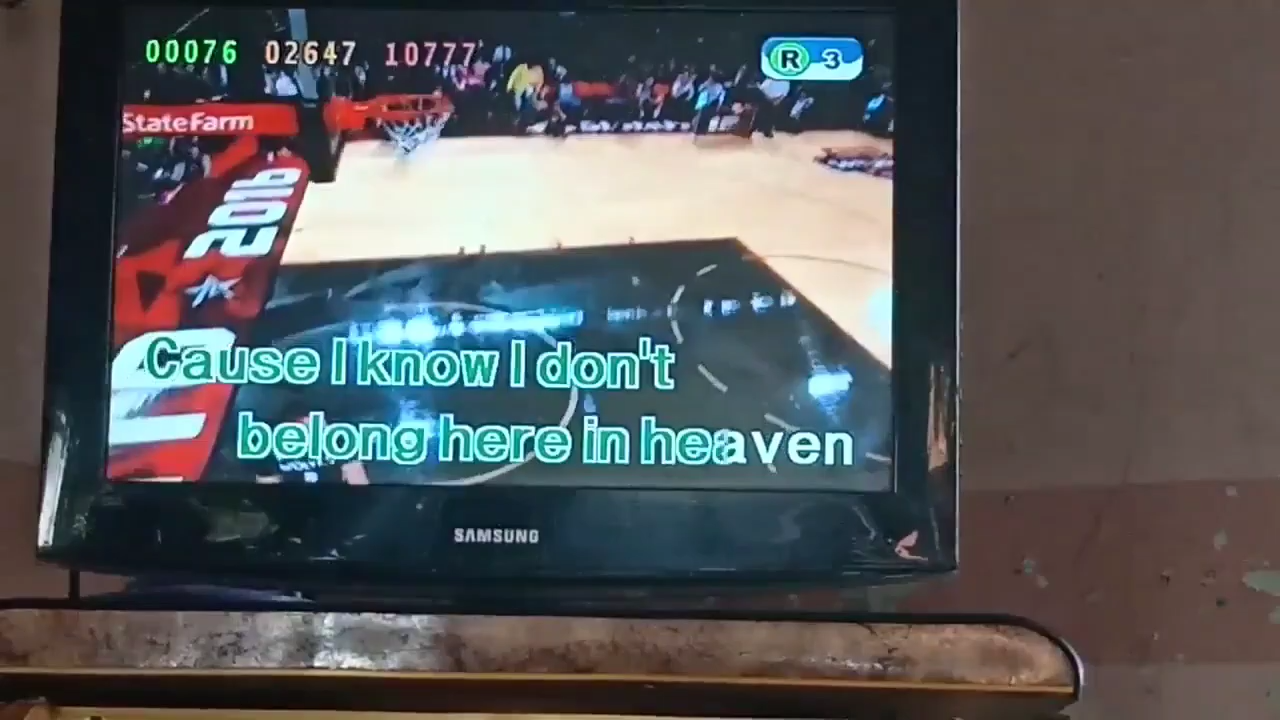 00076 02647 10777
R 3
StateFarm
2016
Cause I know I don't
belong here in heaven
SAMSUNG